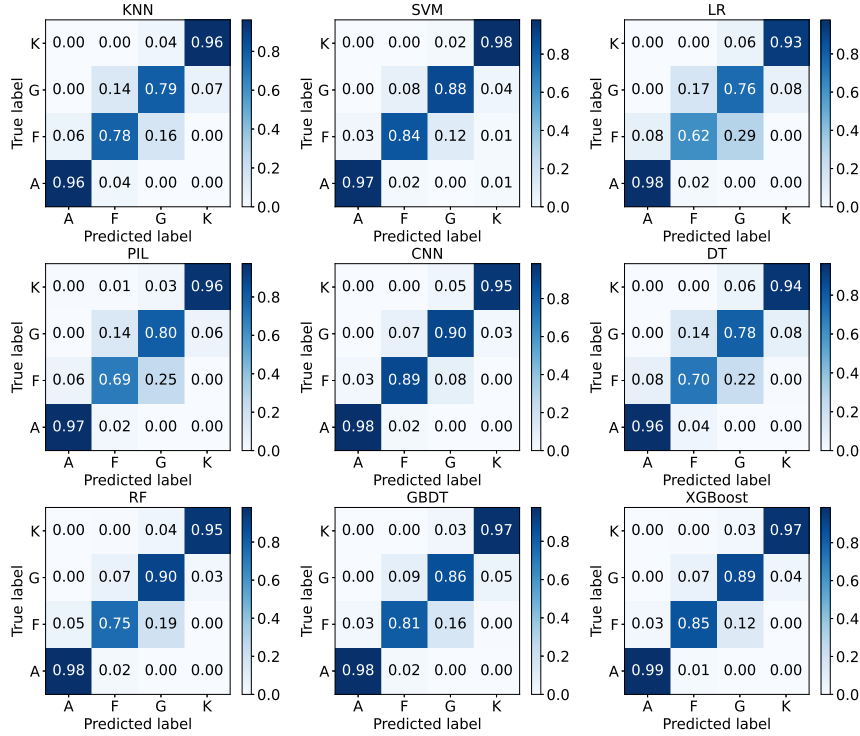 KNN
K 0.00 0.00 0.04 0.96
G 0.00 0.14 0.79 0.07
F 0.06 0.78 0.16 0.00
A 0.96 0.04 0.00 0.00
A F G K
Predicted label
True label
0.8
0.6
0.4
0.2
0.0
SVM
K 0.00 0.00 0.02 0.98
G 0.00 0.08 0.88 0.04
F 0.03 0.84 0.12 0.01
A 0.97 0.02 0.00 0.01
A F G K
Predicted label
True label
0.8
0.6
0.4
0.2
0.0
LR
K 0.00 0.00 0.06 0.93
G 0.00 0.17 0.76 0.08
F 0.08 0.62 0.29 0.00
A 0.98 0.02 0.00 0.00
A F G K
Predicted label
True label
0.8
0.6
0.4
0.2
0.0
PIL
K 0.00 0.01 0.03 0.96
G 0.00 0.14 0.80 0.06
F 0.06 0.69 0.25 0.00
A 0.97 0.02 0.00 0.00
A F G K
Predicted label
True label
0.8
0.6
0.4
0.2
0.0
CNN
K 0.00 0.00 0.05 0.95
G 0.00 0.07 0.90 0.03
F 0.03 0.89 0.08 0.00
A 0.98 0.02 0.00 0.00
A F G K
Predicted label
True label
0.8
0.6
0.4
0.2
0.0
DT
K 0.00 0.00 0.06 0.94
G 0.00 0.14 0.78 0.08
F 0.08 0.70 0.22 0.00
A 0.96 0.04 0.00 0.00
A F G K
Predicted label
True label
0.8
0.6
0.4
0.2
0.0
RF
K 0.00 0.00 0.04 0.95
G 0.00 0.07 0.90 0.03
F 0.05 0.75 0.19 0.00
A 0.98 0.02 0.00 0.00
A F G K
Predicted label
True label
0.8
0.6
0.4
0.2
0.0
GBDT
K 0.00 0.00 0.03 0.97
G 0.00 0.09 0.86 0.05
F 0.03 0.81 0.16 0.00
A 0.98 0.02 0.00 0.00
A F G K
Predicted label
True label
0.8
0.6
0.4
0.2
0.0
XGBoost
K 0.00 0.00 0.03 0.97
G 0.00 0.07 0.89 0.04
F 0.03 0.85 0.12 0.00
A 0.99 0.01 0.00 0.00
A F G K
Predicted label
True label
0.8
0.6
0.4
0.2
0.0